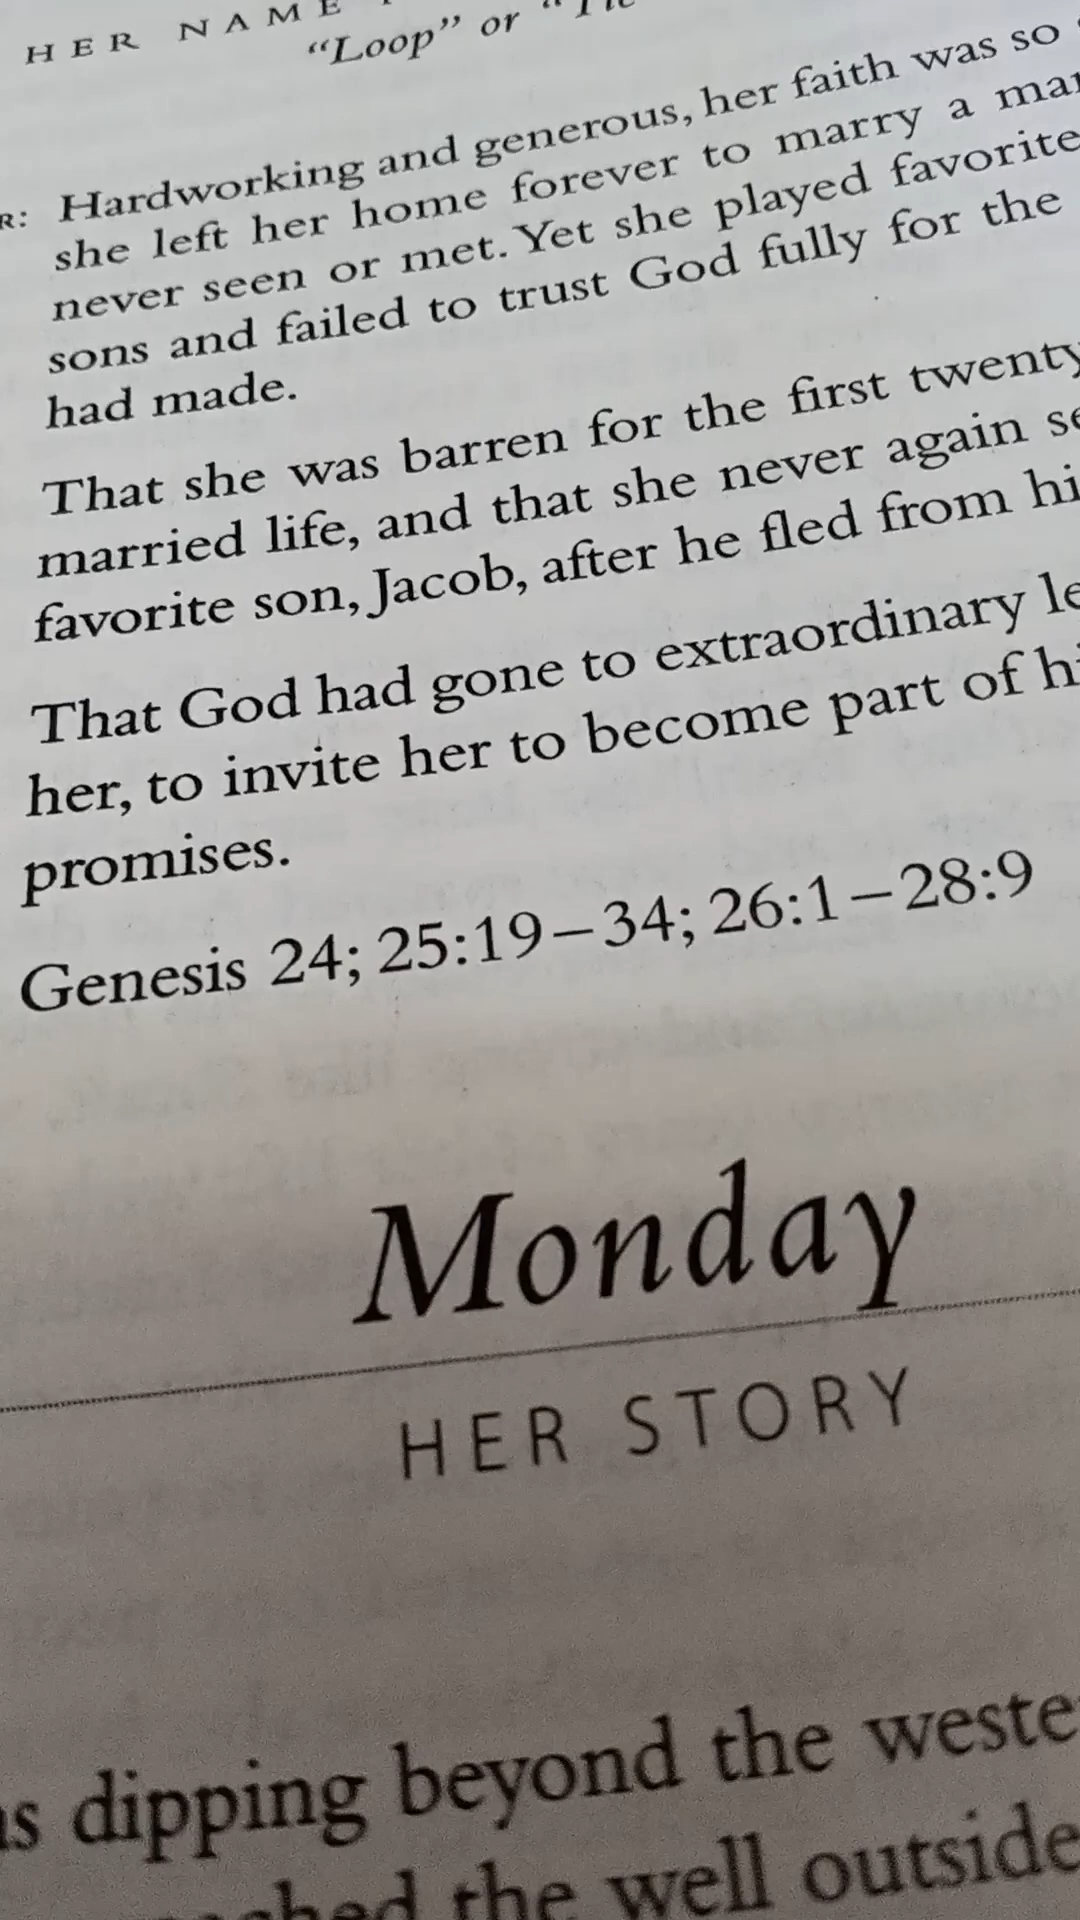 HER NAME
"Loop" or "
R: Hardworking and generous, her faith was so
she left her home forever to marry a
never seen or met. Yet she played favorite
sons and failed to trust God fully for the
had made.
That she was barren for the first twenty
married life, and that she never again
favorite son, Jacob, after he fled from
That God had gone to extraordinary
her, to invite her to become part of
promises.
Genesis 24; 25:19–34; 26:1–28:9
Monday
HER STORY
dipping beyond the weste
the well outside